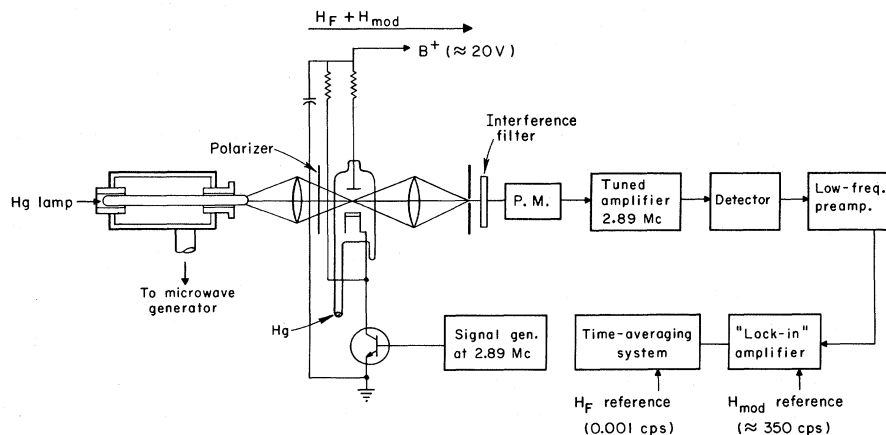 H_F + H_mod
B⁺ (≈ 20V)
Interference
filter
Polarizer
Hg lamp
P. M.
Tuned
amplifier
2.89 Mc
Detector
Low-freq.
preamp.
To microwave
generator
Hg
Signal gen.
at 2.89 Mc
Time-averaging
system
"Lock-in"
amplifier
H_F reference
(0.001 cps)
H_mod reference
(≈ 350 cps)